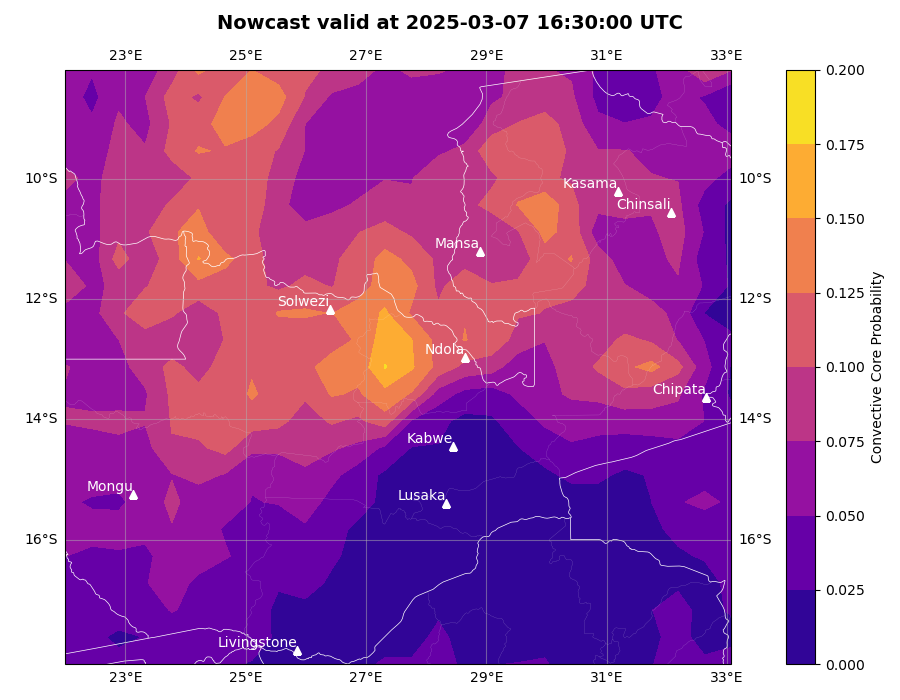 Nowcast valid at 2025-03-07 16:30:00 UTC
23°E 25°E 27°E 29°E 31°E 33°E
0.200
0.175
10°S Kasama 10°S
Chinsali
0.150
Mansa
12°S 12°S
Solwezi
0.125
Ndola
0.100
Chipata
14°S 14°S
Kabwe
0.075
Mongu
Lusaka
0.050
16°S 16°S
0.025
Livingstone
0.000
23°E 25°E 27°E 29°E 31°E 33°E
Convective Core Probability